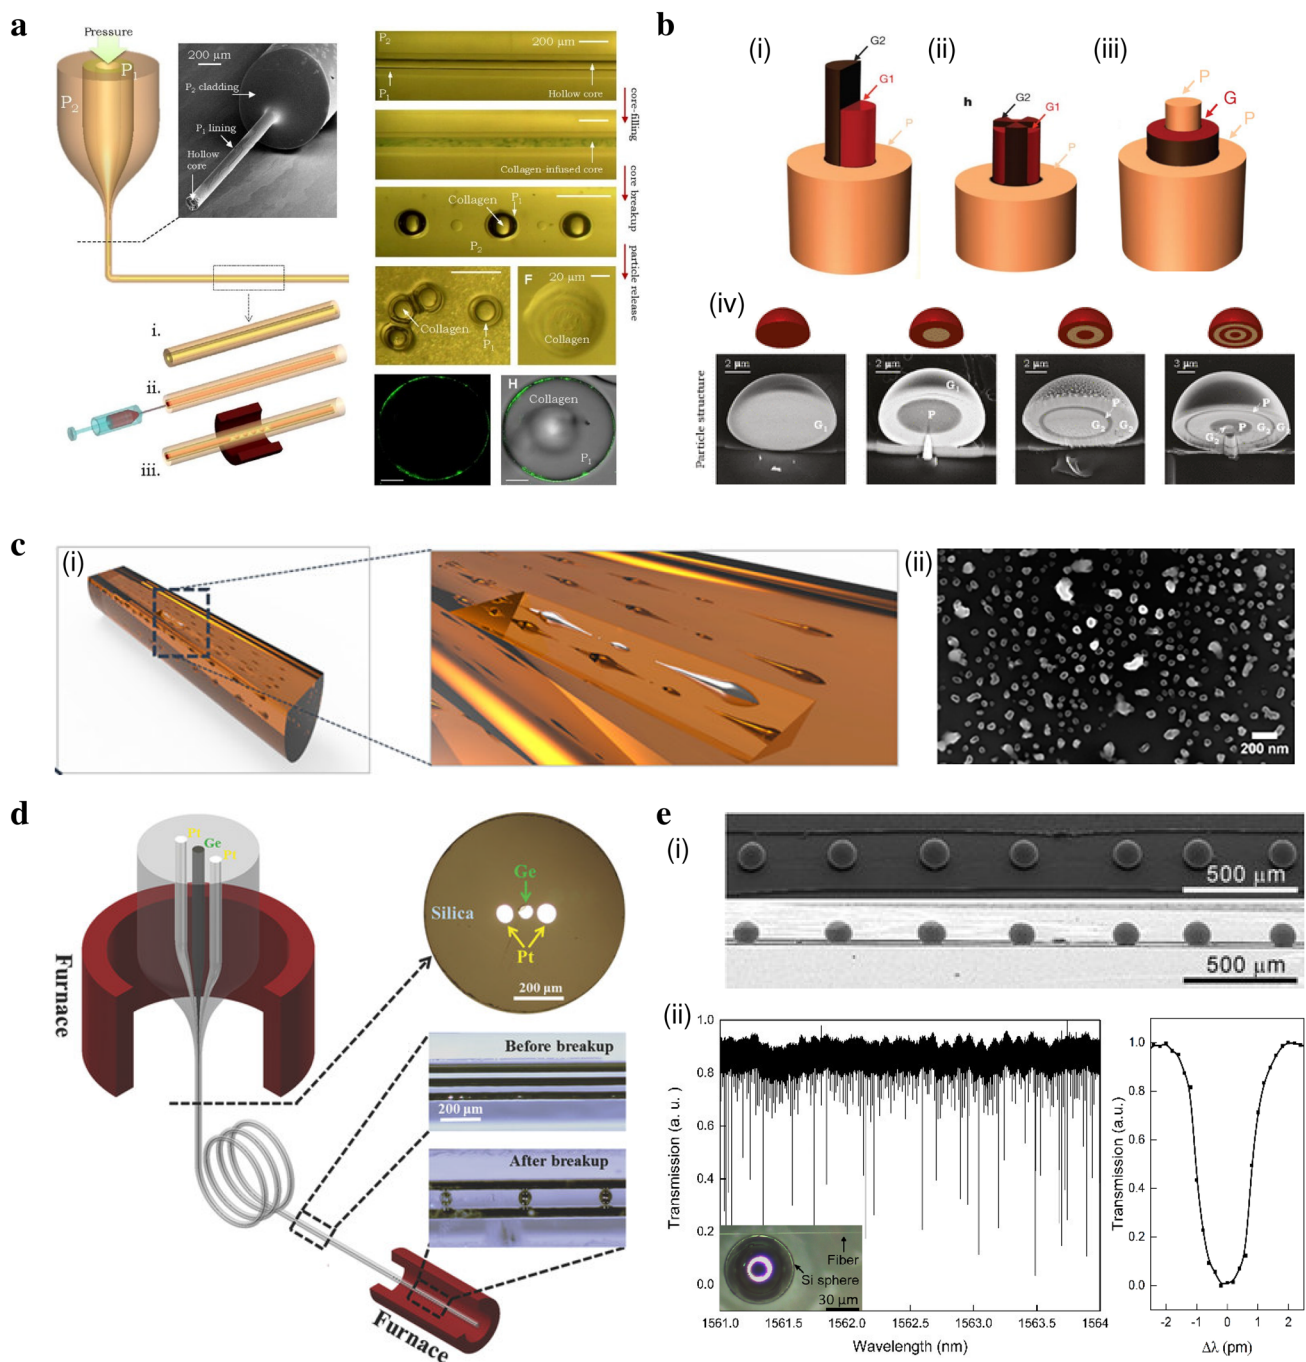 a
Pressure
P1
P2
200 μm
P2 cladding
P1 lining
Hollow
core
i.
ii.
iii.
P2
200 μm
P1
Hollow core
core-filling
Collagen-infused core
core breakup
Collagen
P1
P2
particle release
Collagen
P1
F
20 μm
Collagen
H
Collagen
P1
b
(i)
G2
G1
P
(ii)
h
G2
G1
P
(iii)
P
G
P
(iv)
Particle structure
2 μm
G1
2 μm
G1
P
2 μm
P
G2
G1
3 μm
P
G2
P
G3
c
(i)
(ii)
200 nm
d
Pt
Ge
Pt
Furnace
Ge
Silica
Pt
200 μm
Before breakup
200 μm
After breakup
Furnace
e
(i)
500 μm
500 μm
(ii)
Transmission (a. u.)
1.0
0.8
0.6
0.4
0.2
0.0
Fiber
Si sphere
30 μm
1561.0
1561.5
1562.0
1562.5
1563.0
1563.5
1564
Wavelength (nm)
Transmission (a.u.)
1.0
0.8
0.6
0.4
0.2
0.0
-2
-1
0
1
2
Δλ (pm)